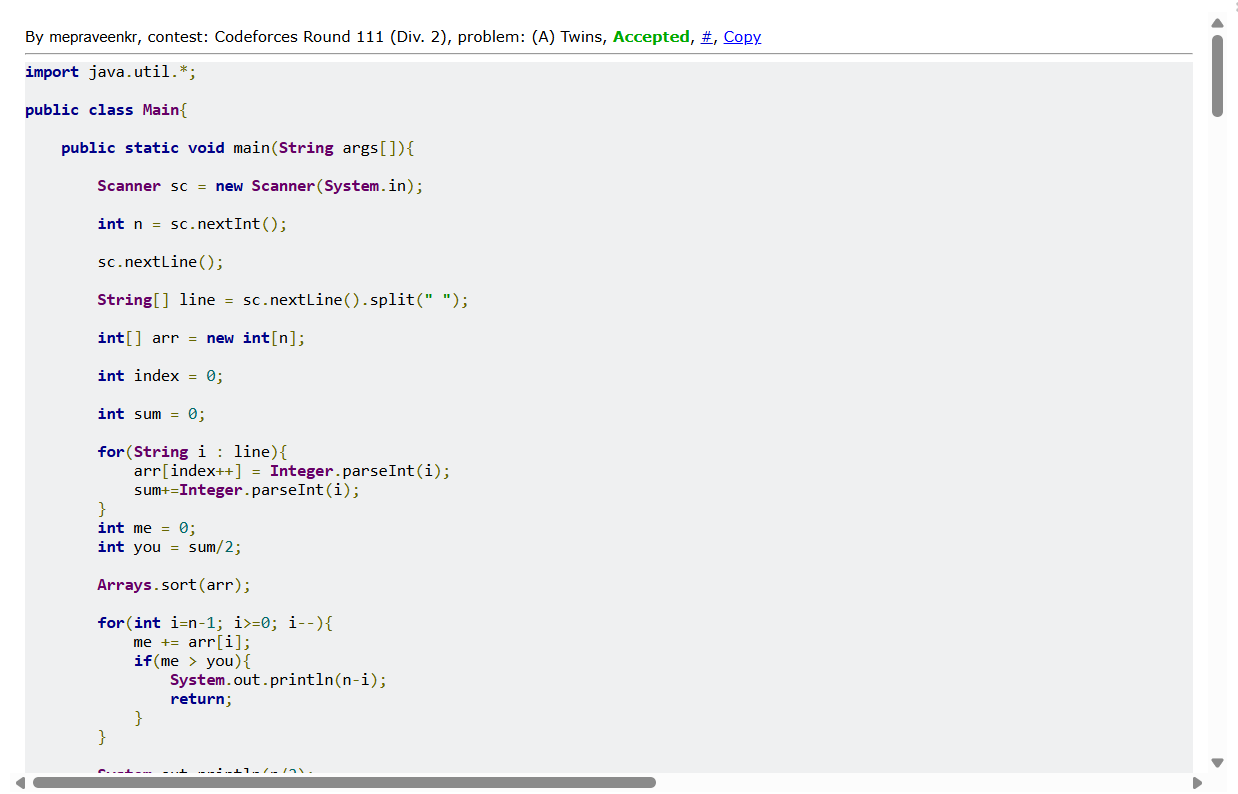 By mepraveenkr, contest: Codeforces Round 111 (Div. 2), problem: (A) Twins, Accepted, #, Copy
import java.util.*;
public class Main{
public static void main(String args[]){
Scanner sc = new Scanner(System.in);
int n = sc.nextInt();
sc.nextLine();
String[] line = sc.nextLine().split(" ");
int[] arr = new int[n];
int index = 0;
int sum = 0;
for(String i : line){
arr[index++] = Integer.parseInt(i);
sum+=Integer.parseInt(i);
}
int me = 0;
int you = sum/2;
Arrays.sort(arr);
for(int i=n-1; i>=0; i--){
me += arr[i];
if(me > you){
System.out.println(n-i);
return;
}
}
System.out.println(n/2);